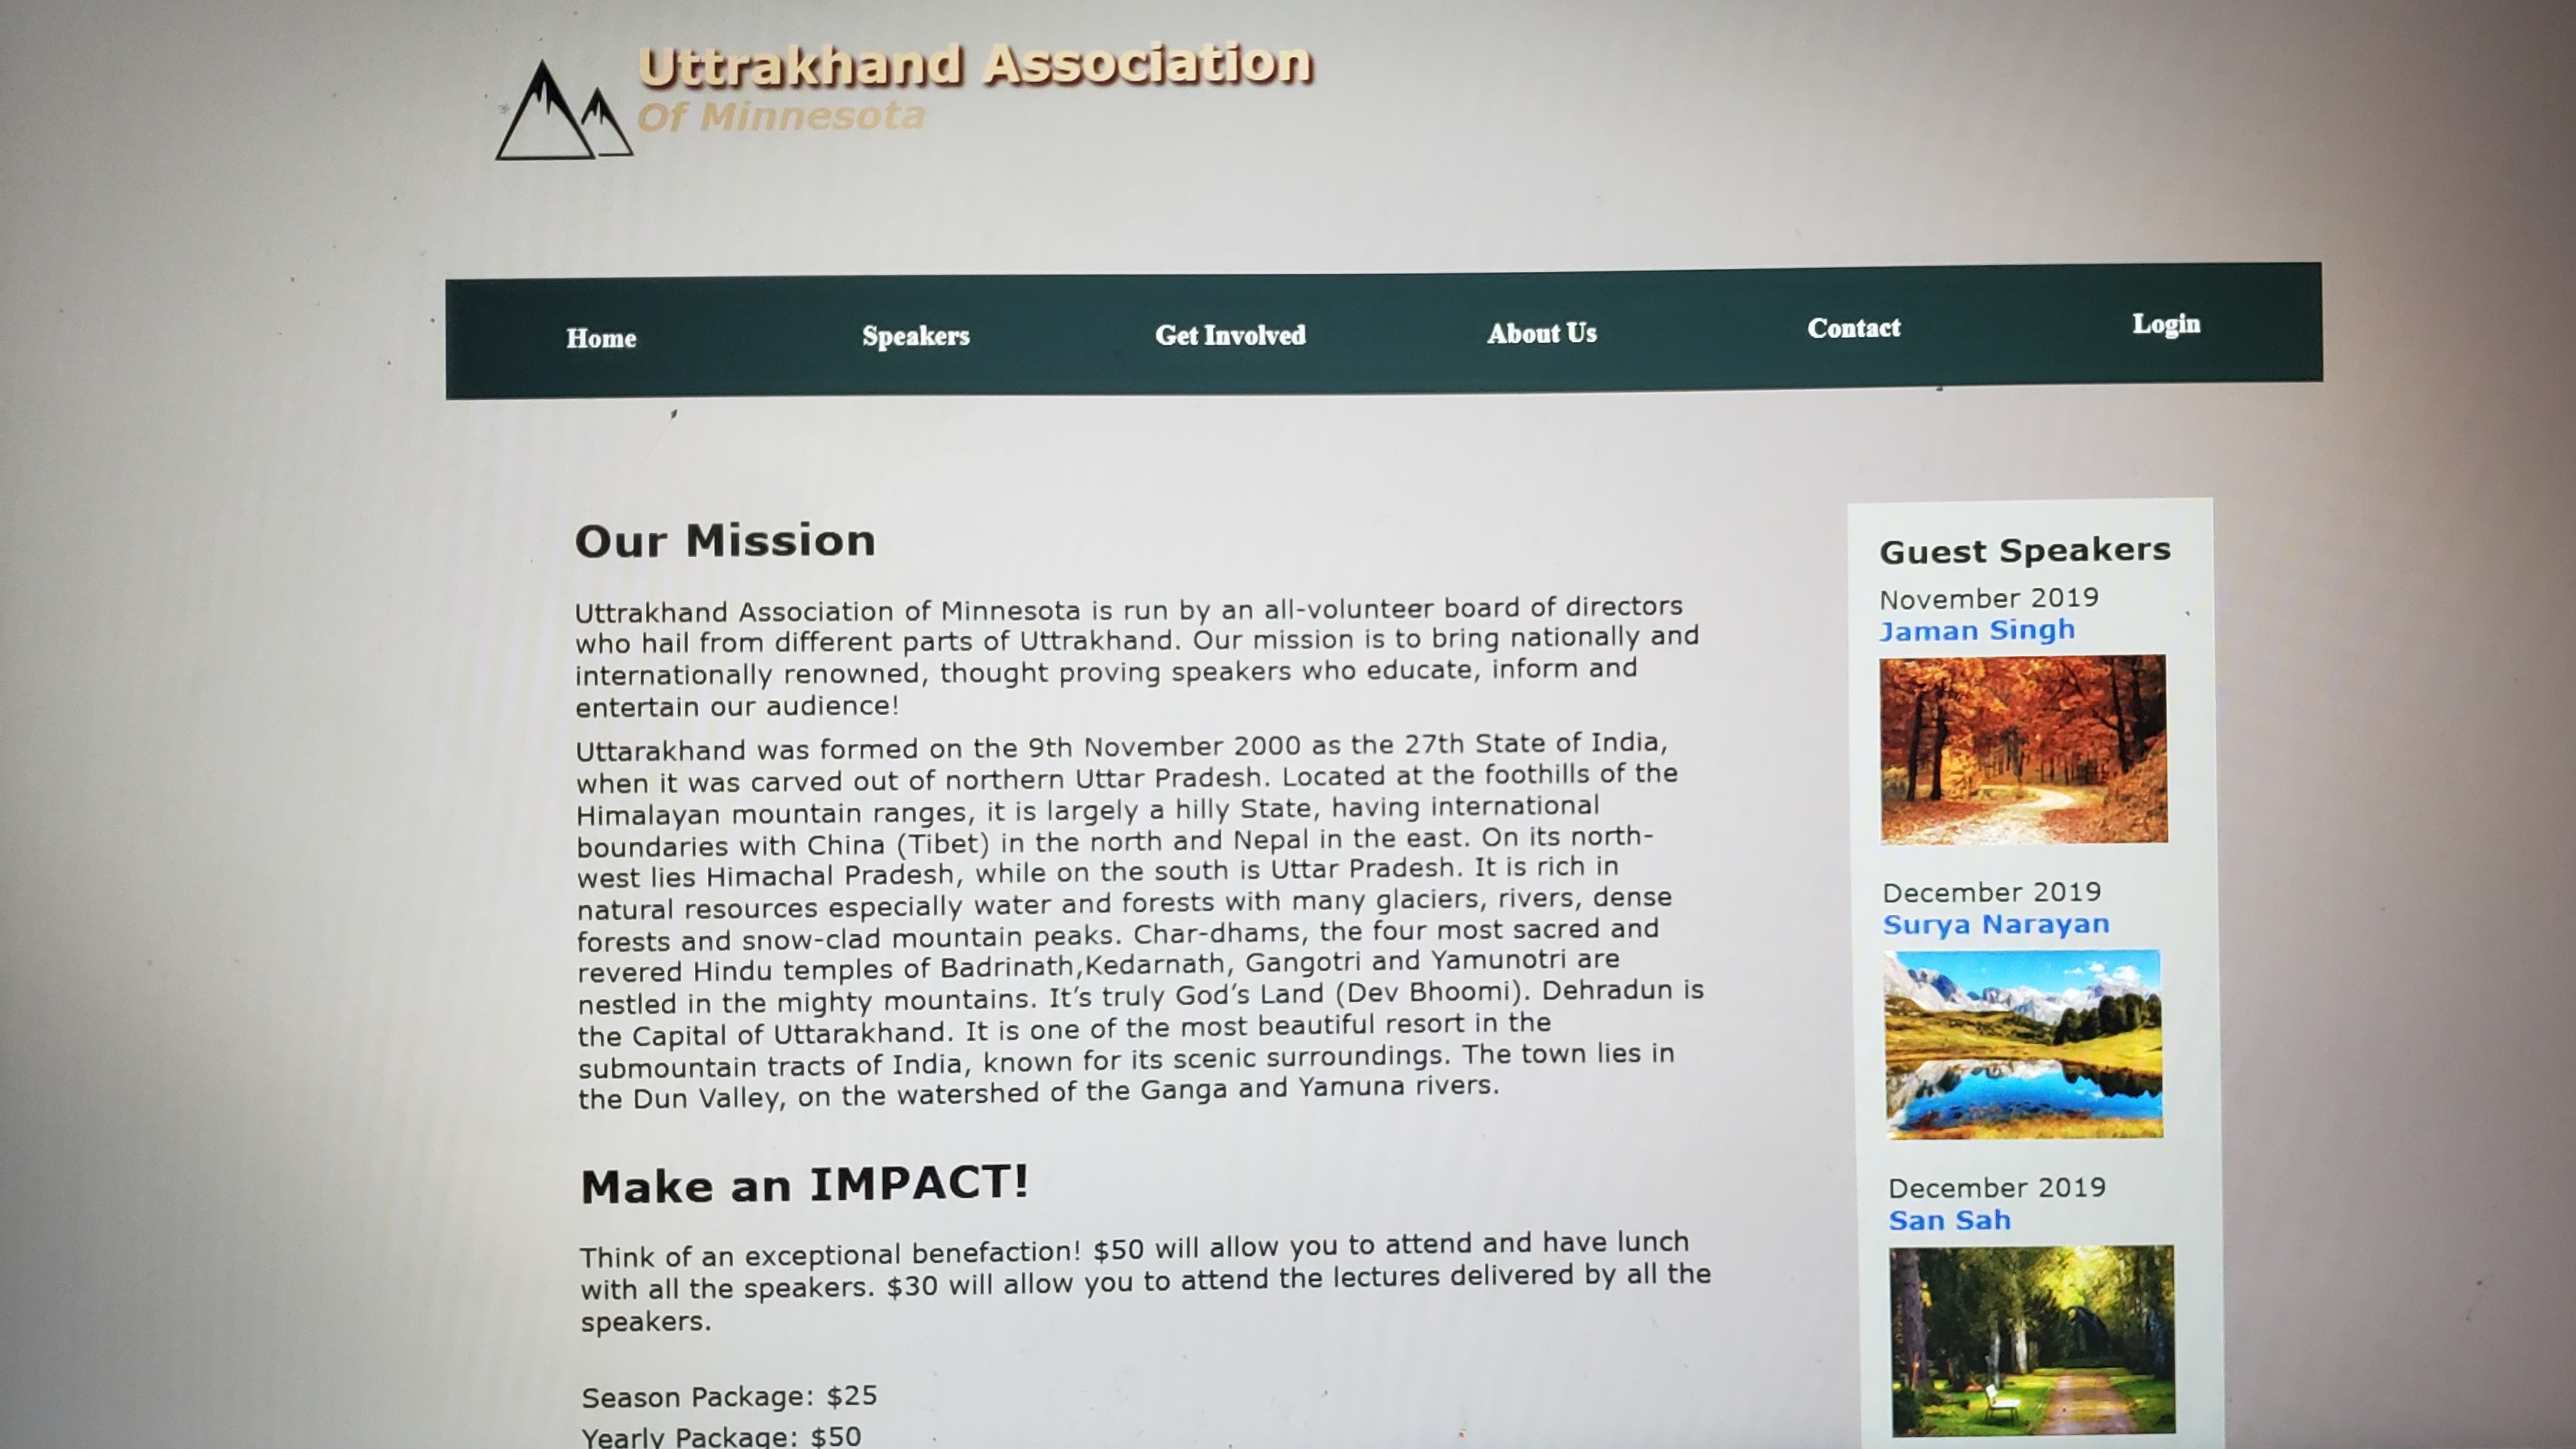 Uttrakhand Association
Of Minnesota
Home
Speakers
Get Involved
About Us
Contact
Login
Our Mission
Uttrakhand Association of Minnesota is run by an all-volunteer board of directors
who hail from different parts of Uttrakhand. Our mission is to bring nationally and
internationally renowned, thought proving speakers who educate, inform and
entertain our audience!
Uttarakhand was formed on the 9th November 2000 as the 27th State of India,
when it was carved out of northern Uttar Pradesh. Located at the foothills of the
Himalayan mountain ranges, it is largely a hilly State, having international
boundaries with China (Tibet) in the north and Nepal in the east. On its north-
west lies Himachal Pradesh, while on the south is Uttar Pradesh. It is rich in
natural resources especially water and forests with many glaciers, rivers, dense
forests and snow-clad mountain peaks. Char-dhams, the four most sacred and
revered Hindu temples of Badrinath,Kedarnath, Gangotri and Yamunotri are
nestled in the mighty mountains. It’s truly God’s Land (Dev Bhoomi). Dehradun is
the Capital of Uttarakhand. It is one of the most beautiful resort in the
submountain tracts of India, known for its scenic surroundings. The town lies in
the Dun Valley, on the watershed of the Ganga and Yamuna rivers.
Make an IMPACT!
Think of an exceptional benefaction! $50 will allow you to attend and have lunch
with all the speakers. $30 will allow you to attend the lectures delivered by all the
speakers.
Season Package: $25
Yearly Package: $50
Guest Speakers
November 2019
Jaman Singh
December 2019
Surya Narayan
December 2019
San Sah